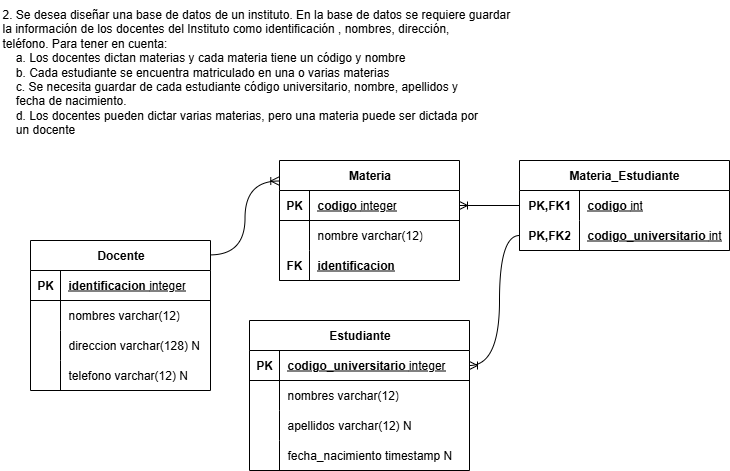 2. Se desea diseñar una base de datos de un instituto. En la base de datos se requiere guardar
la información de los docentes del Instituto como identificación , nombres, dirección,
teléfono. Para tener en cuenta:
a. Los docentes dictan materias y cada materia tiene un código y nombre
b. Cada estudiante se encuentra matriculado en una o varias materias
c. Se necesita guardar de cada estudiante código universitario, nombre, apellidos y
fecha de nacimiento.
d. Los docentes pueden dictar varias materias, pero una materia puede ser dictada por
un docente
Materia
PK codigo integer
nombre varchar(12)
FK identificacion
Materia_Estudiante
PK,FK1 codigo int
PK,FK2 codigo_universitario int
Docente
PK identificacion integer
nombres varchar(12)
direccion varchar(128) N
telefono varchar(12) N
Estudiante
PK codigo_universitario integer
nombres varchar(12)
apellidos varchar(12) N
fecha_nacimiento timestamp N